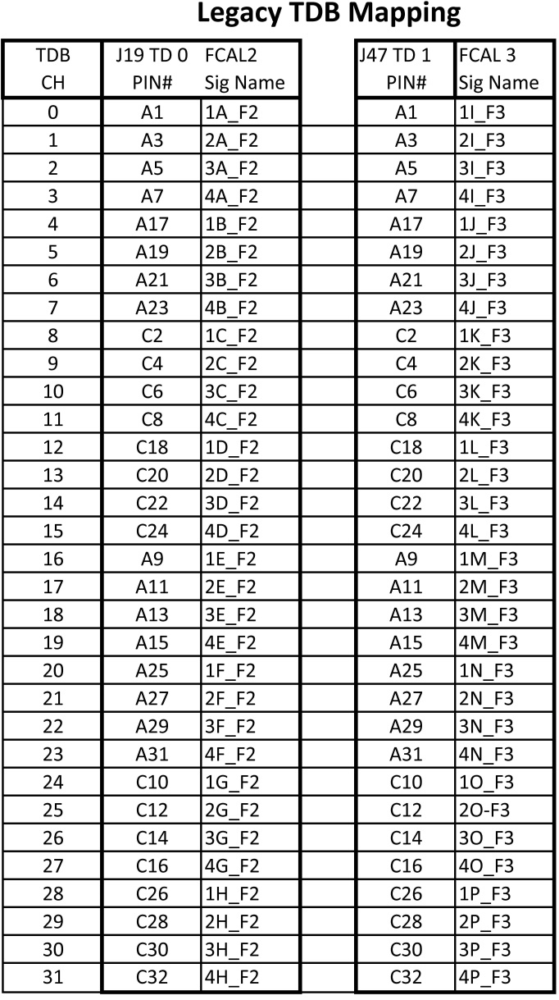 Legacy TDB Mapping
TDB J19 TD 0 FCAL2 J47 TD 1 FCAL 3
CH PIN# Sig Name PIN# Sig Name
0 A1 1A_F2 A1 1I_F3
1 A3 2A_F2 A3 2I_F3
2 A5 3A_F2 A5 3I_F3
3 A7 4A_F2 A7 4I_F3
4 A17 1B_F2 A17 1J_F3
5 A19 2B_F2 A19 2J_F3
6 A21 3B_F2 A21 3J_F3
7 A23 4B_F2 A23 4J_F3
8 C2 1C_F2 C2 1K_F3
9 C4 2C_F2 C4 2K_F3
10 C6 3C_F2 C6 3K_F3
11 C8 4C_F2 C8 4K_F3
12 C18 1D_F2 C18 1L_F3
13 C20 2D_F2 C20 2L_F3
14 C22 3D_F2 C22 3L_F3
15 C24 4D_F2 C24 4L_F3
16 A9 1E_F2 A9 1M_F3
17 A11 2E_F2 A11 2M_F3
18 A13 3E_F2 A13 3M_F3
19 A15 4E_F2 A15 4M_F3
20 A25 1F_F2 A25 1N_F3
21 A27 2F_F2 A27 2N_F3
22 A29 3F_F2 A29 3N_F3
23 A31 4F_F2 A31 4N_F3
24 C10 1G_F2 C10 1O_F3
25 C12 2G_F2 C12 2O-F3
26 C14 3G_F2 C14 3O_F3
27 C16 4G_F2 C16 4O_F3
28 C26 1H_F2 C26 1P_F3
29 C28 2H_F2 C28 2P_F3
30 C30 3H_F2 C30 3P_F3
31 C32 4H_F2 C32 4P_F3